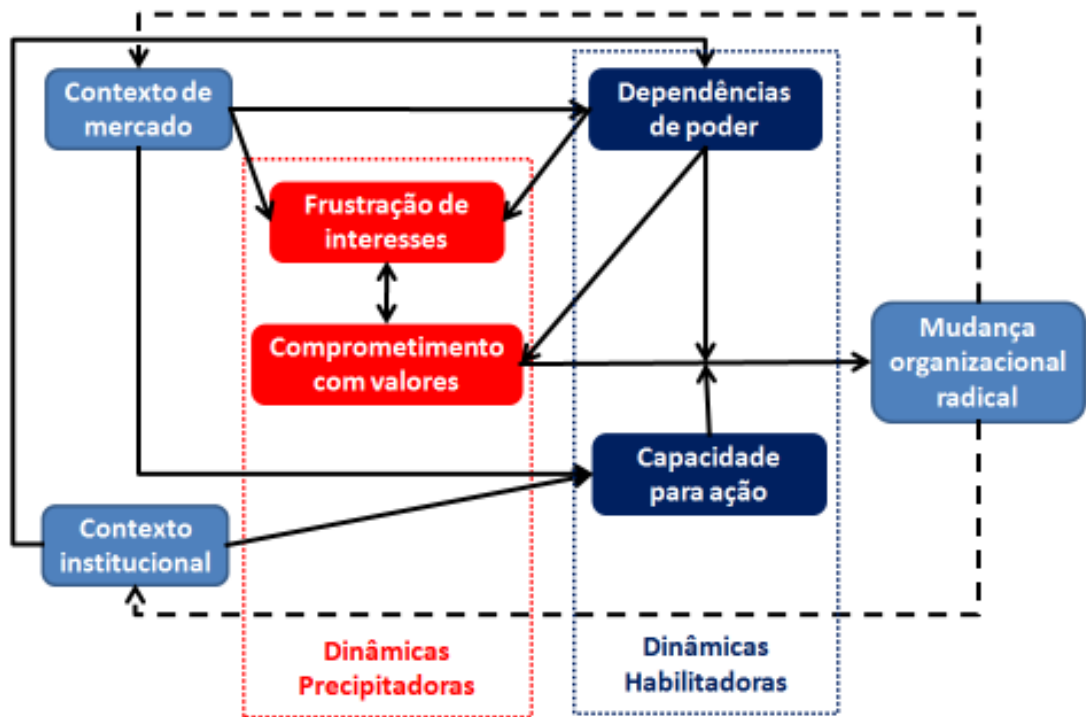 Contexto de
mercado
Dependências
de poder
Frustração de
interesses
Comprometimento
com valores
Mudança
organizacional
radical
Capacidade
para ação
Contexto
institucional
Dinâmicas
Precipitadoras
Dinâmicas
Habilitadoras